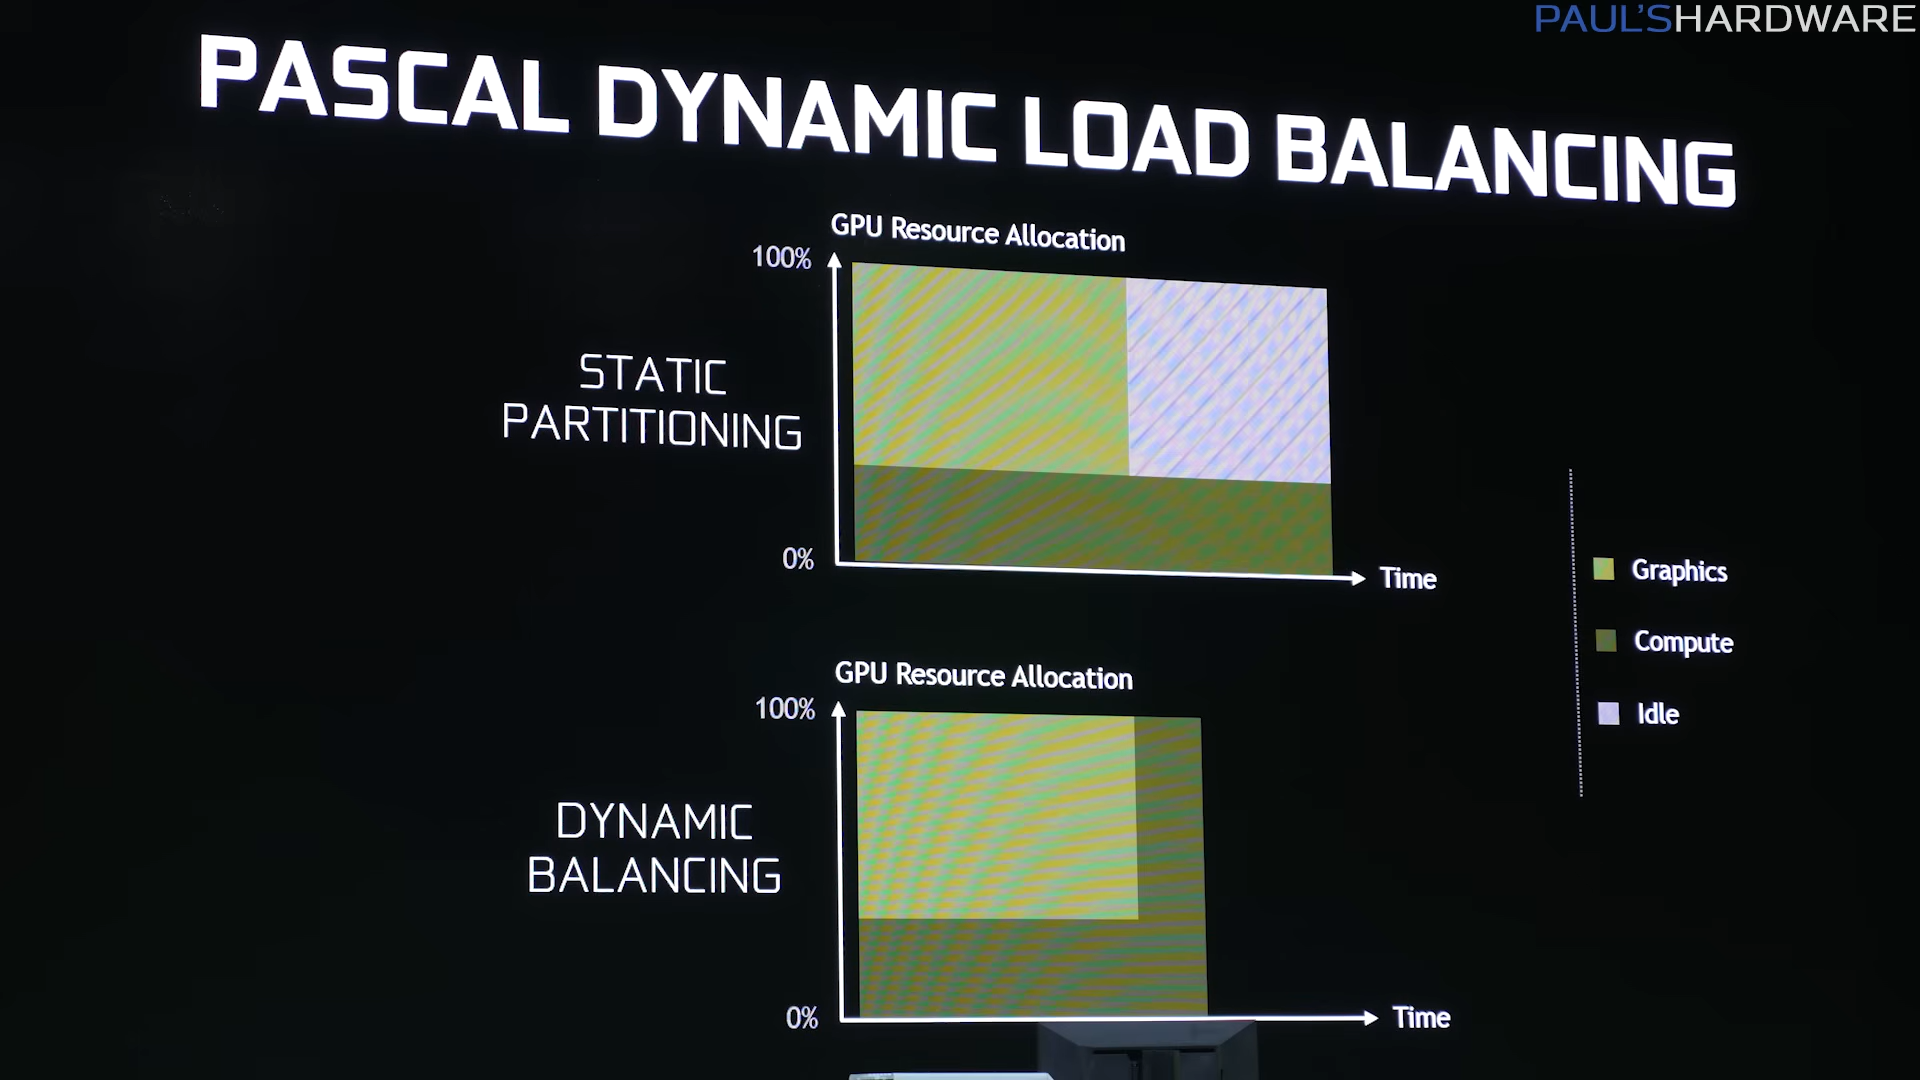 PAUL'SHARDWARE
PASCAL DYNAMIC LOAD BALANCING
GPU Resource Allocation
100%
STATIC
PARTITIONING
0%
Time
Graphics
Compute
Idle
GPU Resource Allocation
100%
DYNAMIC
BALANCING
0%
Time